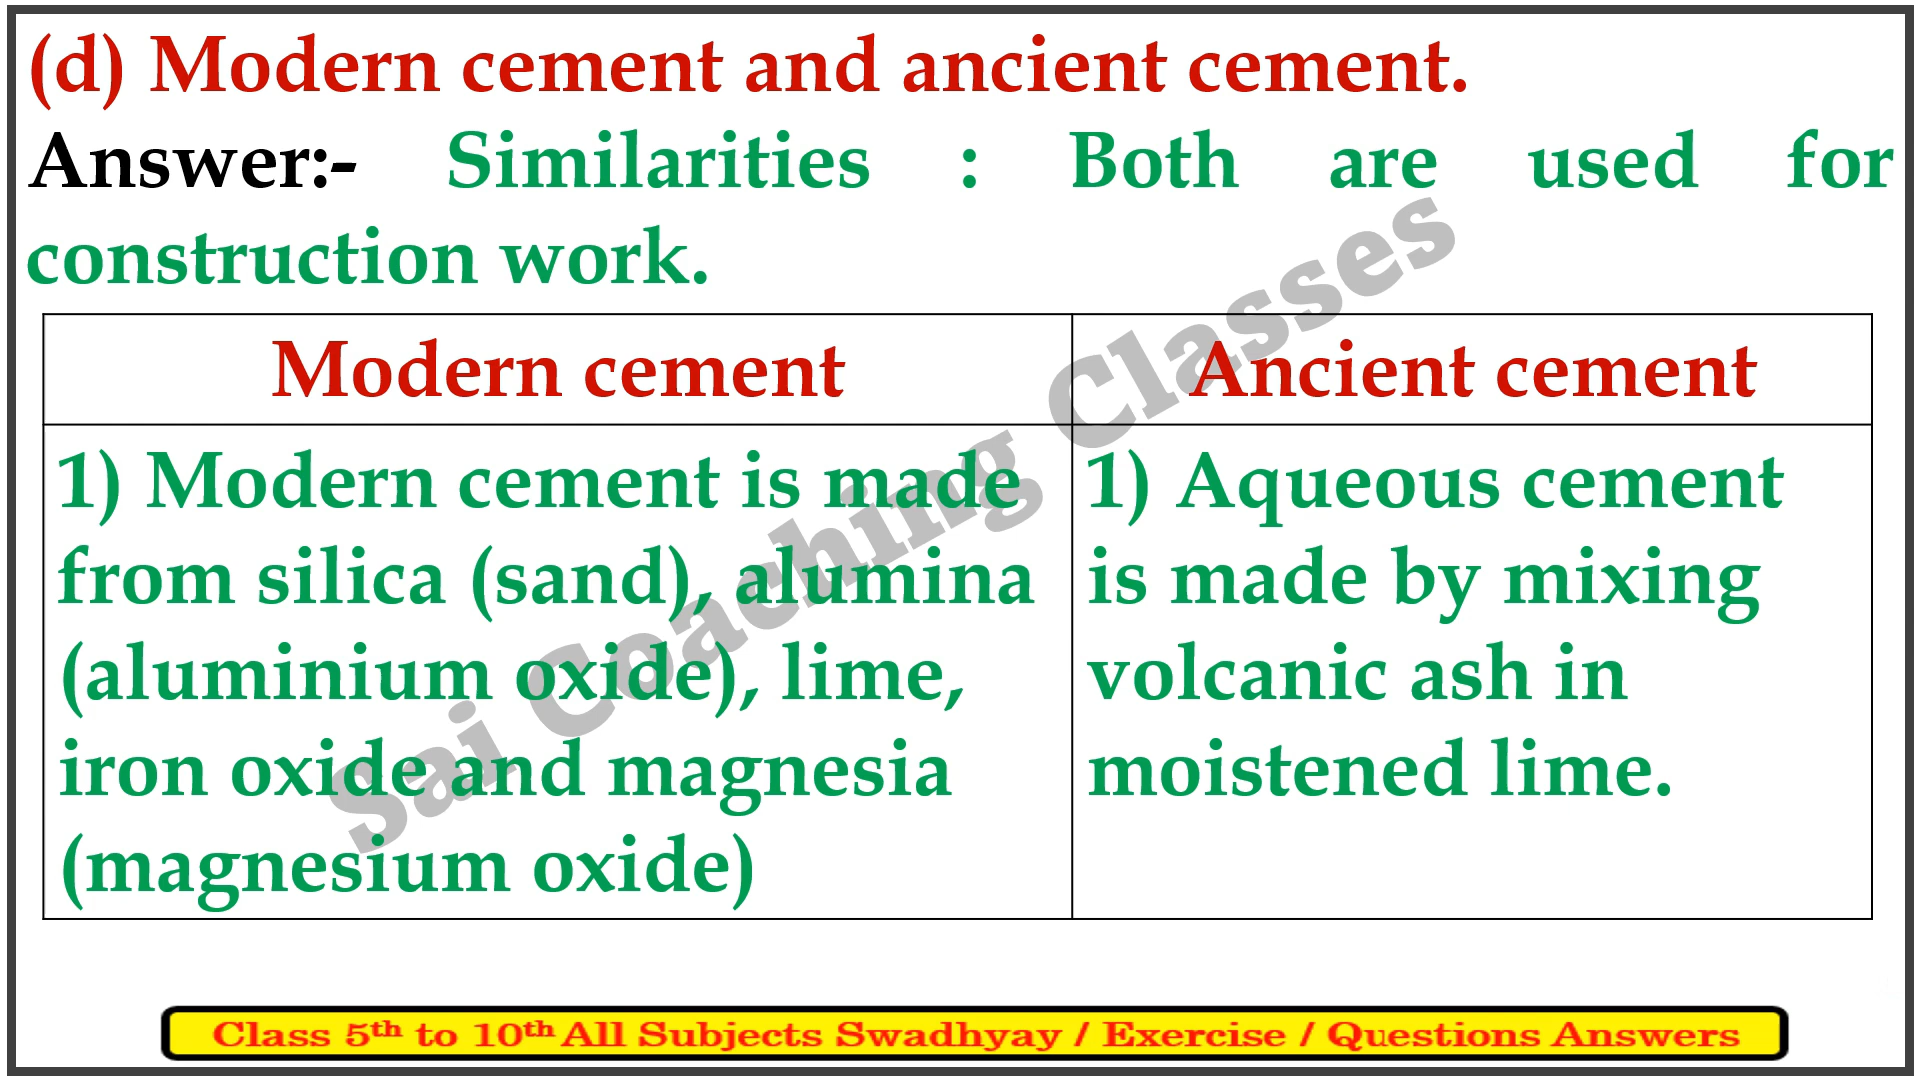 (d) Modern cement and ancient cement.
Answer:- Similarities : Both are used for
construction work.
Modern cement
Ancient cement
1) Modern cement is made
from silica (sand), alumina
(aluminium oxide), lime,
iron oxide and magnesia
(magnesium oxide)
1) Aqueous cement
is made by mixing
volcanic ash in
moistened lime.
Sai Coaching Classes
Class 5th to 10th All Subjects Swadhyay / Exercise / Questions Answers